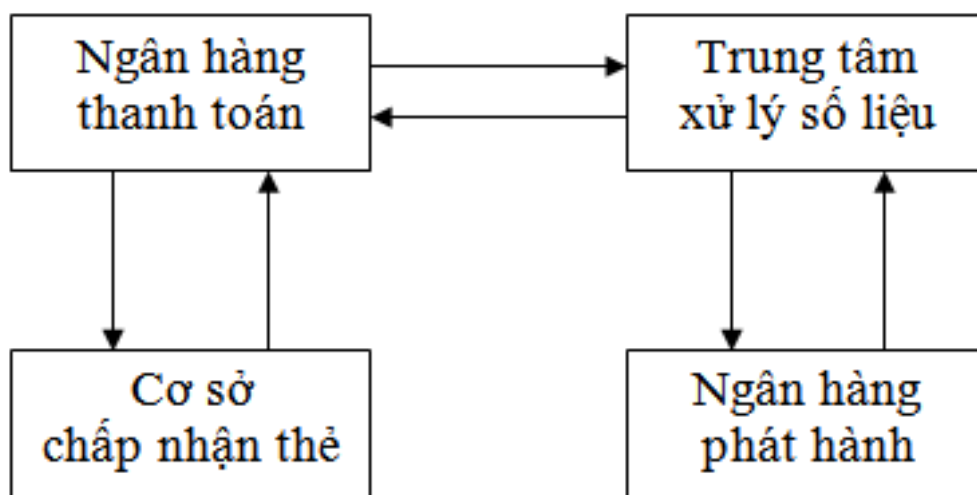 Ngân hàng
thanh toán
Trung tâm
xử lý số liệu
Cơ sở
chấp nhận thẻ
Ngân hàng
phát hành